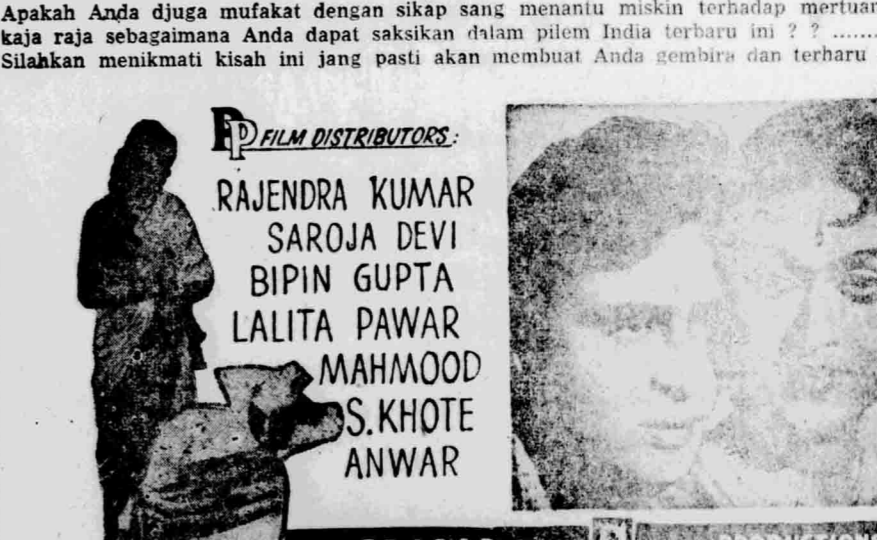 Apakah Anda djuga mufakat dengan sikap sang menantu miskin terhadap mertuan
kaja raja sebagaimana Anda dapat saksikan dalam pilem India terbaru ini ? ? .......
Silahkan menikmati kisah ini jang pasti akan membuat Anda gembira dan terharu
PP FILM DISTRIBUTORS:
RAJENDRA KUMAR
SAROJA DEVI
BIPIN GUPTA
LALITA PAWAR
MAHMOOD
S. KHOTE
ANWAR